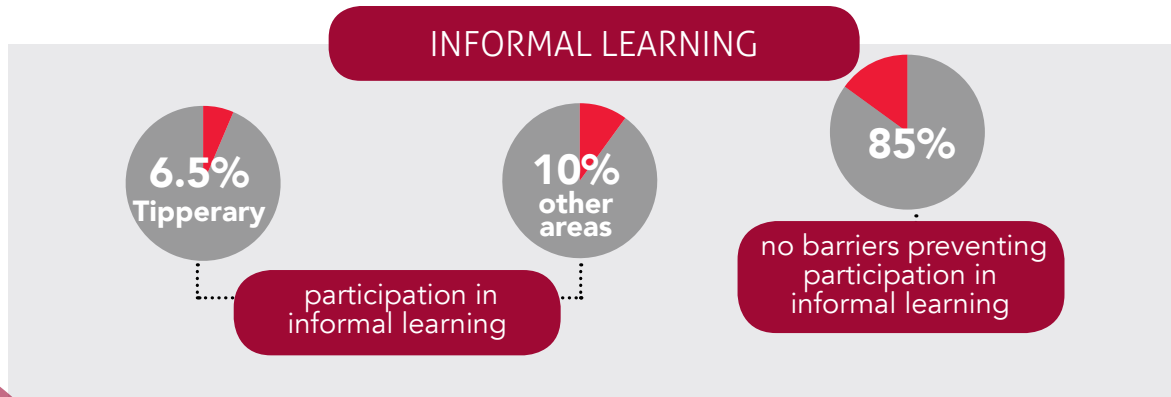 INFORMAL LEARNING
6.5%
Tipperary
10%
other
areas
participation in
informal learning
85%
no barriers preventing
participation in
informal learning